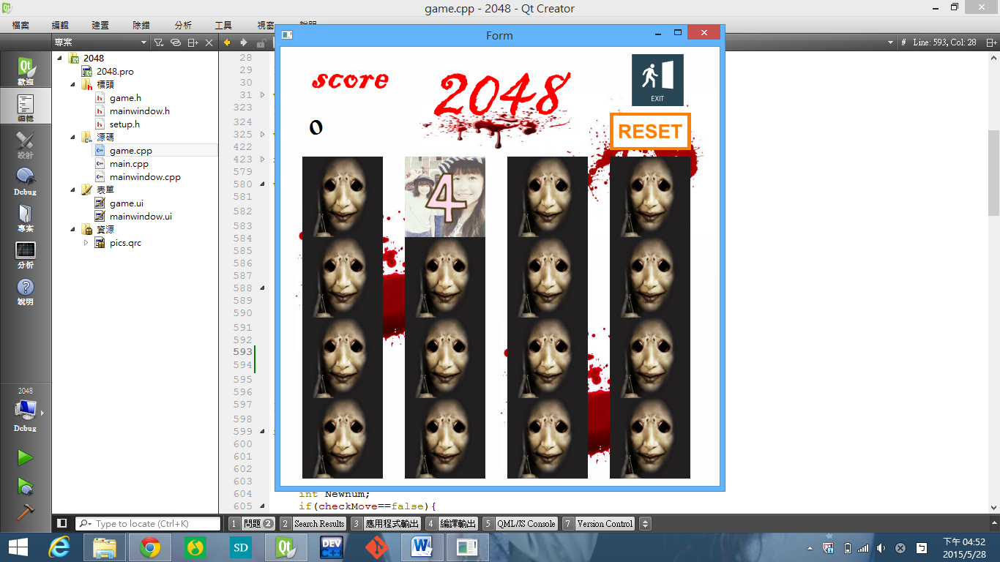 game.cpp - 2048 - Qt Creator
檔案 編輯 建置 除錯 分析 工具 視窗 說明
專案
# Line: 593, Col: 28
Form
歡迎
編輯
設計
Debug
專案
分析
說明
2048
Debug
2048
2048.pro
標頭
game.h
mainwindow.h
setup.h
源碼
game.cpp
main.cpp
mainwindow.cpp
表單
game.ui
mainwindow.ui
資源
pics.qrc
28
29
30
31
323
324
325
422
423
579
580
581
582
583
584
585
586
587
588
589
590
591
592
593
594
595
596
597
598
599
600
601
602
603
604 int Newnum;
605 if(checkMove==false){
score
2048
EXIT
0
RESET
4
Type to locate (Ctrl+K)
1 問題 2 2 Search Results 3 應用程式輸出 4 編譯輸出 5 QML/JS Console 7 Version Control
SD
DEV
C++
下午 04:52
2015/5/28